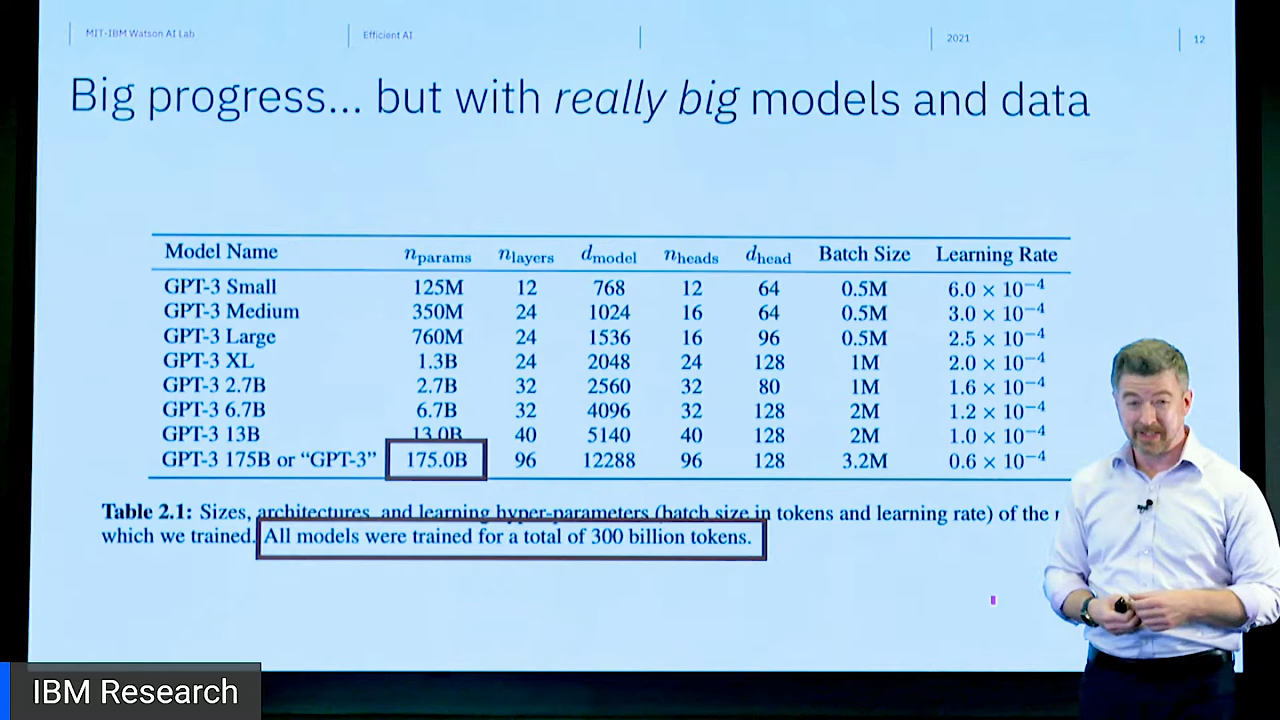 MIT-IBM Watson AI Lab
Efficient AI
2021
12
Big progress... but with really big models and data
Model Name n_params n_layers d_model n_heads d_head Batch Size Learning Rate
GPT-3 Small 125M 12 768 12 64 0.5M 6.0 × 10^−4
GPT-3 Medium 350M 24 1024 16 64 0.5M 3.0 × 10^−4
GPT-3 Large 760M 24 1536 16 96 0.5M 2.5 × 10^−4
GPT-3 XL 1.3B 24 2048 24 128 1M 2.0 × 10^−4
GPT-3 2.7B 2.7B 32 2560 32 80 1M 1.6 × 10^−4
GPT-3 6.7B 6.7B 32 4096 32 128 2M 1.2 × 10^−4
GPT-3 13B 13.0B 40 5140 40 128 2M 1.0 × 10^−4
GPT-3 175B or “GPT-3” 175.0B 96 12288 96 128 3.2M 0.6 × 10^−4
Table 2.1: Sizes, architectures, and learning hyper-parameters (batch size in tokens and learning rate) of the
which we trained. All models were trained for a total of 300 billion tokens.
IBM Research